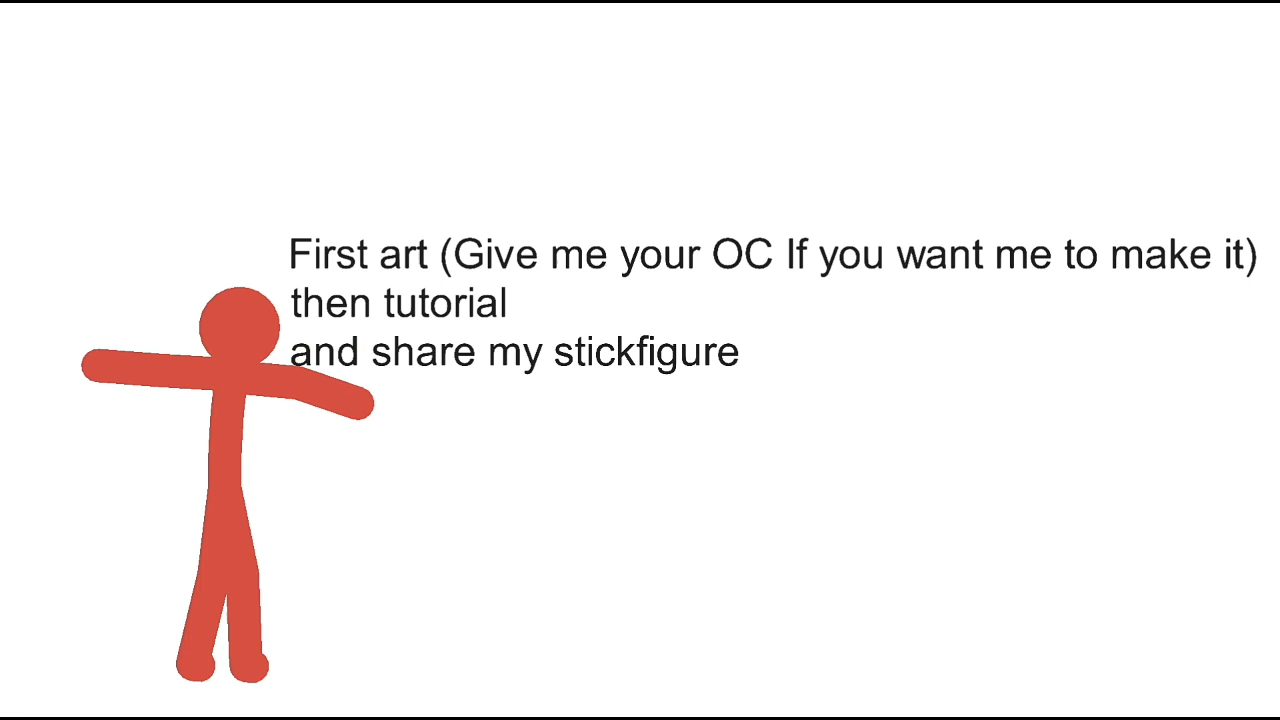 First art (Give me your OC If you want me to make it)
then tutorial
and share my stickfigure